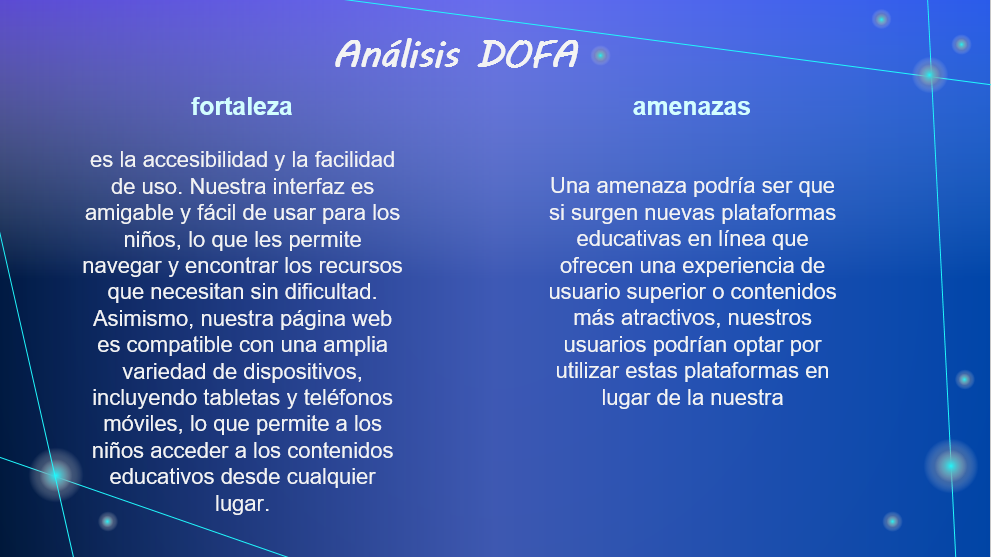 Análisis DOFA
fortaleza
es la accesibilidad y la facilidad
de uso. Nuestra interfaz es
amigable y fácil de usar para los
niños, lo que les permite
navegar y encontrar los recursos
que necesitan sin dificultad.
Asimismo, nuestra página web
es compatible con una amplia
variedad de dispositivos,
incluyendo tabletas y teléfonos
móviles, lo que permite a los
niños acceder a los contenidos
educativos desde cualquier
lugar.
amenazas
Una amenaza podría ser que
si surgen nuevas plataformas
educativas en línea que
ofrecen una experiencia de
usuario superior o contenidos
más atractivos, nuestros
usuarios podrían optar por
utilizar estas plataformas en
lugar de la nuestra